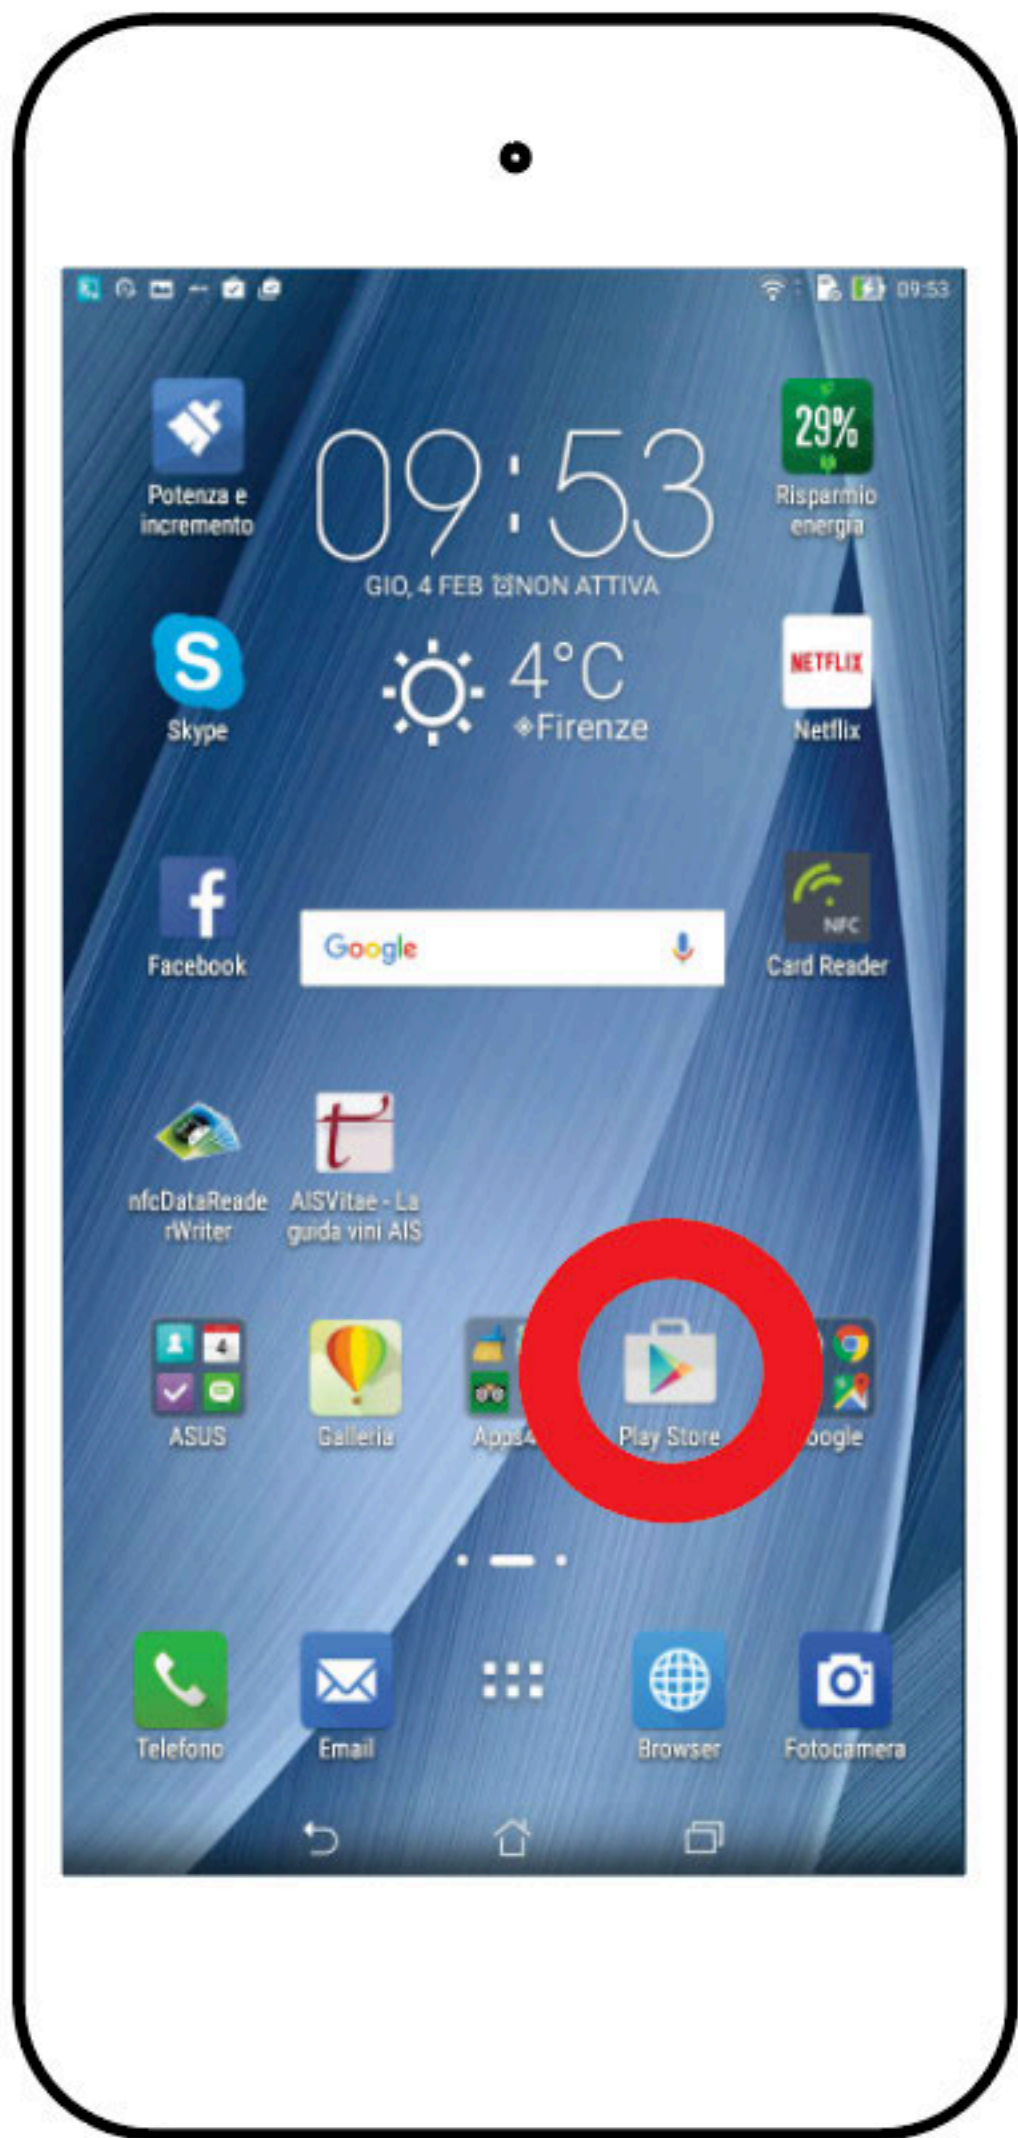 09:53
29%
Potenza e
incremento
09:53
Risparmio
energia
GIO, 4 FEB NON ATTIVA
S
Skype
4°C
Firenze
NETFLIX
Netflix
f
Facebook
Google
NFC
Card Reader
nfcDataReade
rWriter
t
AISVitae - La
guida vini AIS
4
ASUS
Galleria
Apps4
Play Store
oogle
Telefono
Email
Browser
Fotocamera